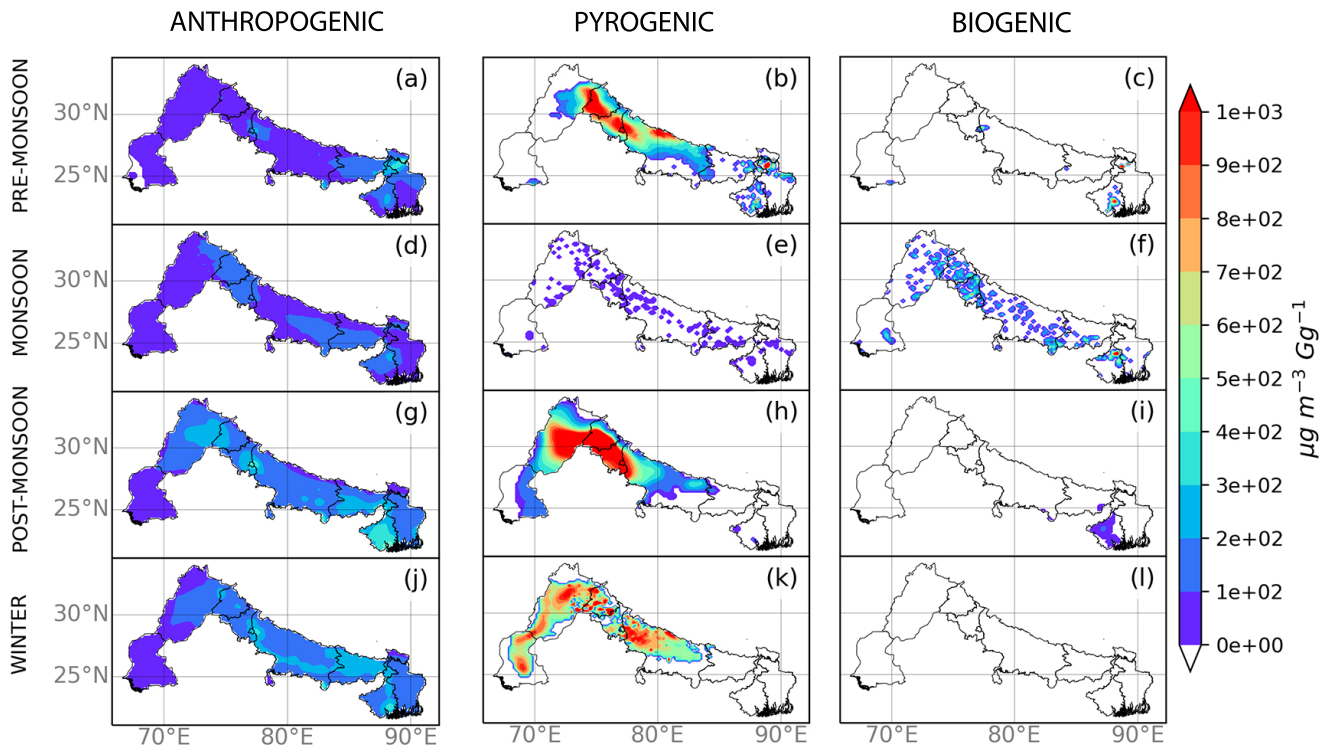 ANTHROPOGENIC PYROGENIC BIOGENIC
PRE-MONSOON
30°N
25°N
(a) (b) (c)
MONSOON
30°N
25°N
(d) (e) (f)
POST-MONSOON
30°N
25°N
(g) (h) (i)
WINTER
30°N
25°N
(j) (k) (l)
70°E 80°E 90°E 70°E 80°E 90°E 70°E 80°E 90°E
1e+03
9e+02
8e+02
7e+02
6e+02
5e+02
4e+02
3e+02
2e+02
1e+02
0e+00
μg m⁻³ Gg⁻¹